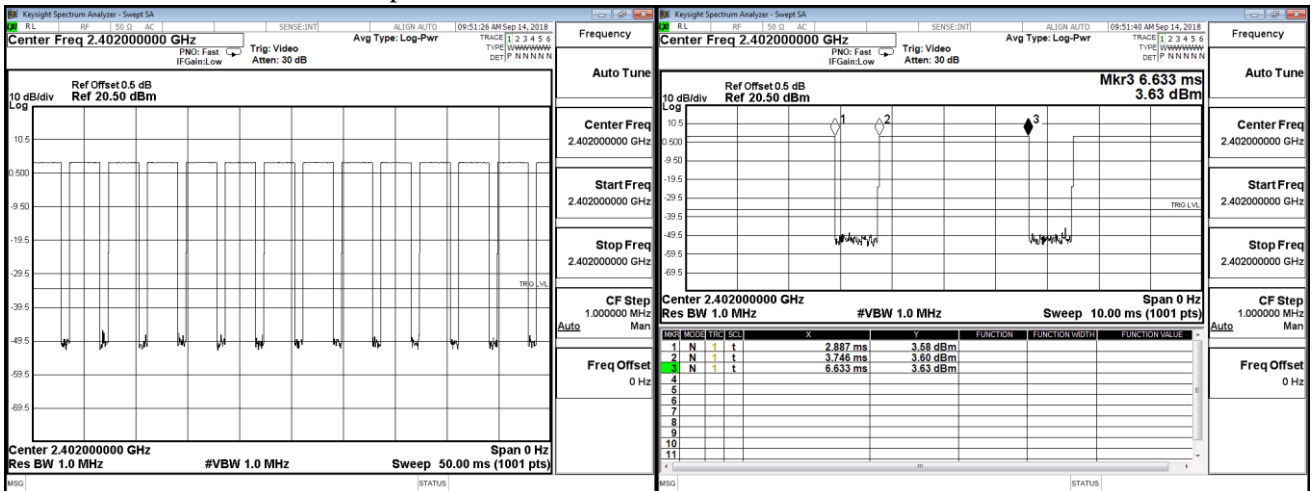 Keysight Spectrum Analyzer - Swept SA
RL RF 50 Ω AC SENSE:INT ALIGN AUTO 09:51:26 AM Sep 14, 2018
Center Freq 2.402000000 GHz
PNO: Fast
IFGain:Low
Trig: Video
Atten: 30 dB
Avg Type: Log-Pwr
TRACE 1 2 3 4 5 6
TYPE WWWWWW
DET P N N N N N
Ref Offset 0.5 dB
10 dB/div Ref 20.50 dBm
Log
10.5
0.500
-9.50
-19.5
-29.5
TRIG LVL
-39.5
-49.5
-59.5
-69.5
Center 2.402000000 GHz Span 0 Hz
Res BW 1.0 MHz #VBW 1.0 MHz Sweep 50.00 ms (1001 pts)
MSG STATUS
Frequency
Auto Tune
Center Freq
2.402000000 GHz
Start Freq
2.402000000 GHz
Stop Freq
2.402000000 GHz
CF Step
1.000000 MHz
Auto Man
Freq Offset
0 Hz
Keysight Spectrum Analyzer - Swept SA
RL RF 50 Ω AC SENSE:INT ALIGN AUTO 09:51:40 AM Sep 14, 2018
Center Freq 2.402000000 GHz
PNO: Fast
IFGain:Low
Trig: Video
Atten: 30 dB
Avg Type: Log-Pwr
TRACE 1 2 3 4 5 6
TYPE WWWWWW
DET P N N N N N
Mkr3 6.633 ms
3.63 dBm
Ref Offset 0.5 dB
10 dB/div Ref 20.50 dBm
Log
1 2 3
10.5
0.500
-9.50
-19.5
-29.5
TRIG LVL
-39.5
-49.5
-59.5
-69.5
Center 2.402000000 GHz Span 0 Hz
Res BW 1.0 MHz #VBW 1.0 MHz Sweep 10.00 ms (1001 pts)
MKR MODE TRC SCL X Y FUNCTION FUNCTION WIDTH FUNCTION VALUE
1 N 1 t 2.887 ms 3.58 dBm
2 N 1 t 3.746 ms 3.60 dBm
3 N 1 t 6.633 ms 3.63 dBm
4
5
6
7
8
9
10
11
MSG STATUS
Frequency
Auto Tune
Center Freq
2.402000000 GHz
Start Freq
2.402000000 GHz
Stop Freq
2.402000000 GHz
CF Step
1.000000 MHz
Auto Man
Freq Offset
0 Hz